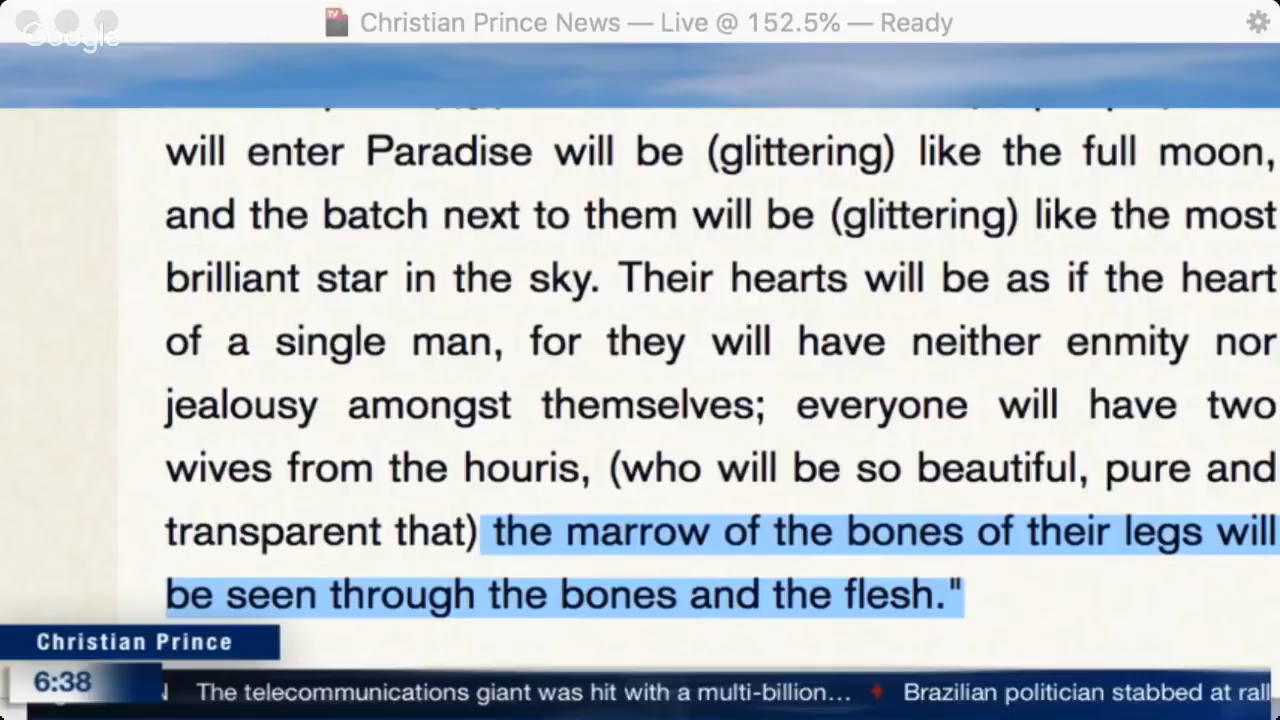 Christian Prince News — Live @ 152.5% — Ready
Google
will enter Paradise will be (glittering) like the full moon,
and the batch next to them will be (glittering) like the most
brilliant star in the sky. Their hearts will be as if the heart
of a single man, for they will have neither enmity nor
jealousy amongst themselves; everyone will have two
wives from the houris, (who will be so beautiful, pure and
transparent that) the marrow of the bones of their legs will
be seen through the bones and the flesh."
Christian Prince
6:38
The telecommunications giant was hit with a multi-billion... ♦ Brazilian politician stabbed at rall